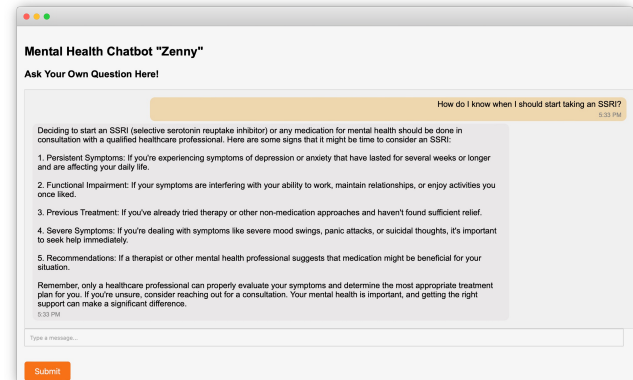 Mental Health Chatbot "Zenny"
Ask Your Own Question Here!
How do I know when I should start taking an SSRI?
5:33 PM
Deciding to start an SSRI (selective serotonin reuptake inhibitor) or any medication for mental health should be done in
consultation with a qualified healthcare professional. Here are some signs that it might be time to consider an SSRI:
1. Persistent Symptoms: If you're experiencing symptoms of depression or anxiety that have lasted for several weeks or longer
and are affecting your daily life.
2. Functional Impairment: If your symptoms are interfering with your ability to work, maintain relationships, or enjoy activities you
once liked.
3. Previous Treatment: If you've already tried therapy or other non-medication approaches and haven't found sufficient relief.
4. Severe Symptoms: If you're dealing with symptoms like severe mood swings, panic attacks, or suicidal thoughts, it's important
to seek help immediately.
5. Recommendations: If a therapist or other mental health professional suggests that medication might be beneficial for your
situation.
Remember, only a healthcare professional can properly evaluate your symptoms and determine the most appropriate treatment
plan for you. If you're unsure, consider reaching out for a consultation. Your mental health is important, and getting the right
support can make a significant difference.
5:33 PM
Type a message...
Submit